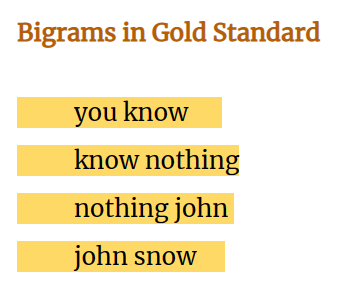 Bigrams in Gold Standard
you know
know nothing
nothing john
john snow